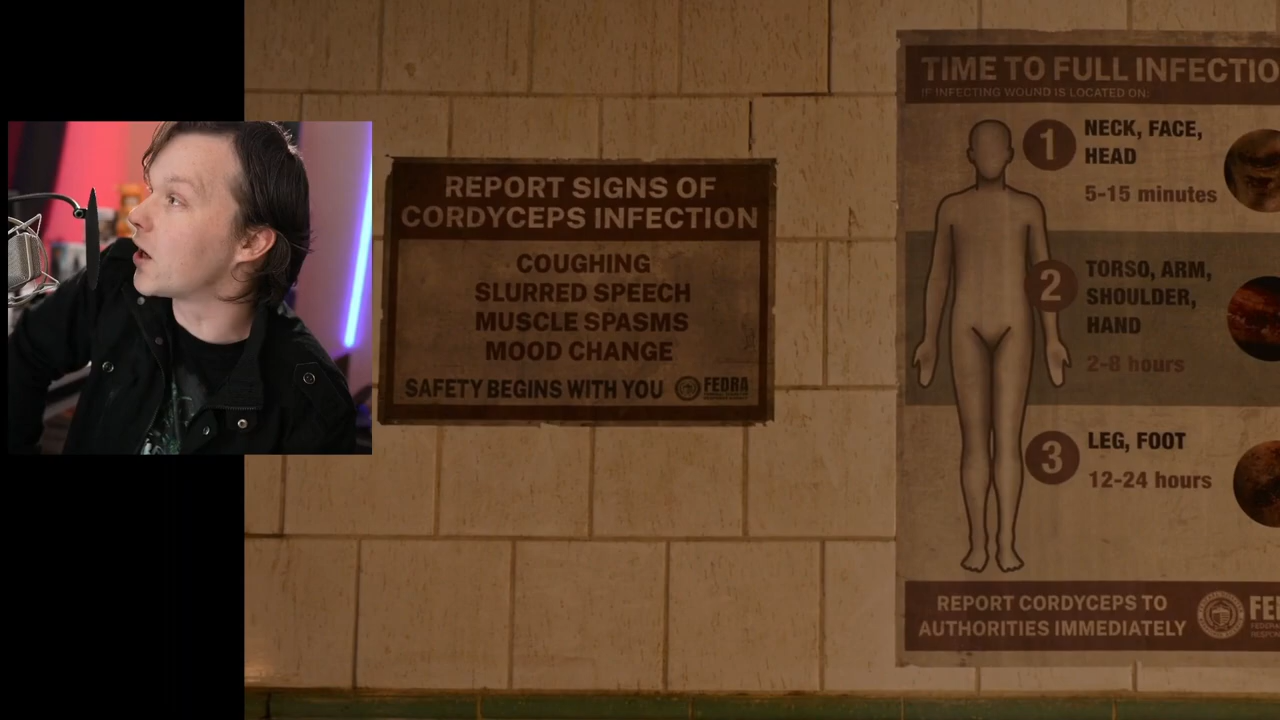 REPORT SIGNS OF
CORDYCEPS INFECTION
COUGHING
SLURRED SPEECH
MUSCLE SPASMS
MOOD CHANGE
SAFETY BEGINS WITH YOU
FEDRA
TIME TO FULL INFECTIO
IF INFECTING WOUND IS LOCATED ON:
1
NECK, FACE,
HEAD
5-15 minutes
2
TORSO, ARM,
SHOULDER,
HAND
2-8 hours
3
LEG, FOOT
12-24 hours
REPORT CORDYCEPS TO
AUTHORITIES IMMEDIATELY